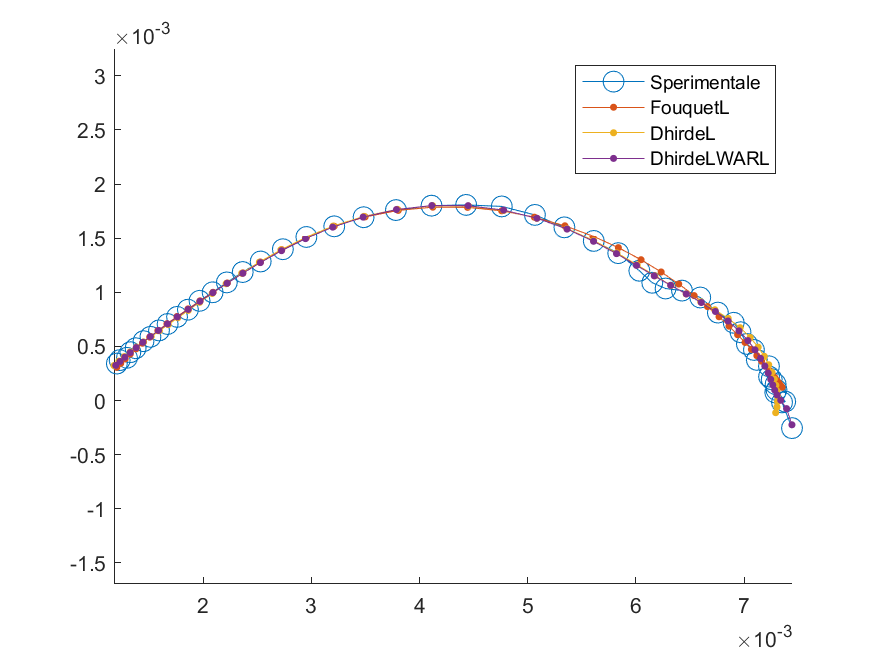 ×10⁻³
3
2.5
2
1.5
1
0.5
0
-0.5
-1
-1.5
Sperimentale
FouquetL
DhirdeL
DhirdeLWARL
2 3 4 5 6 7
×10⁻³